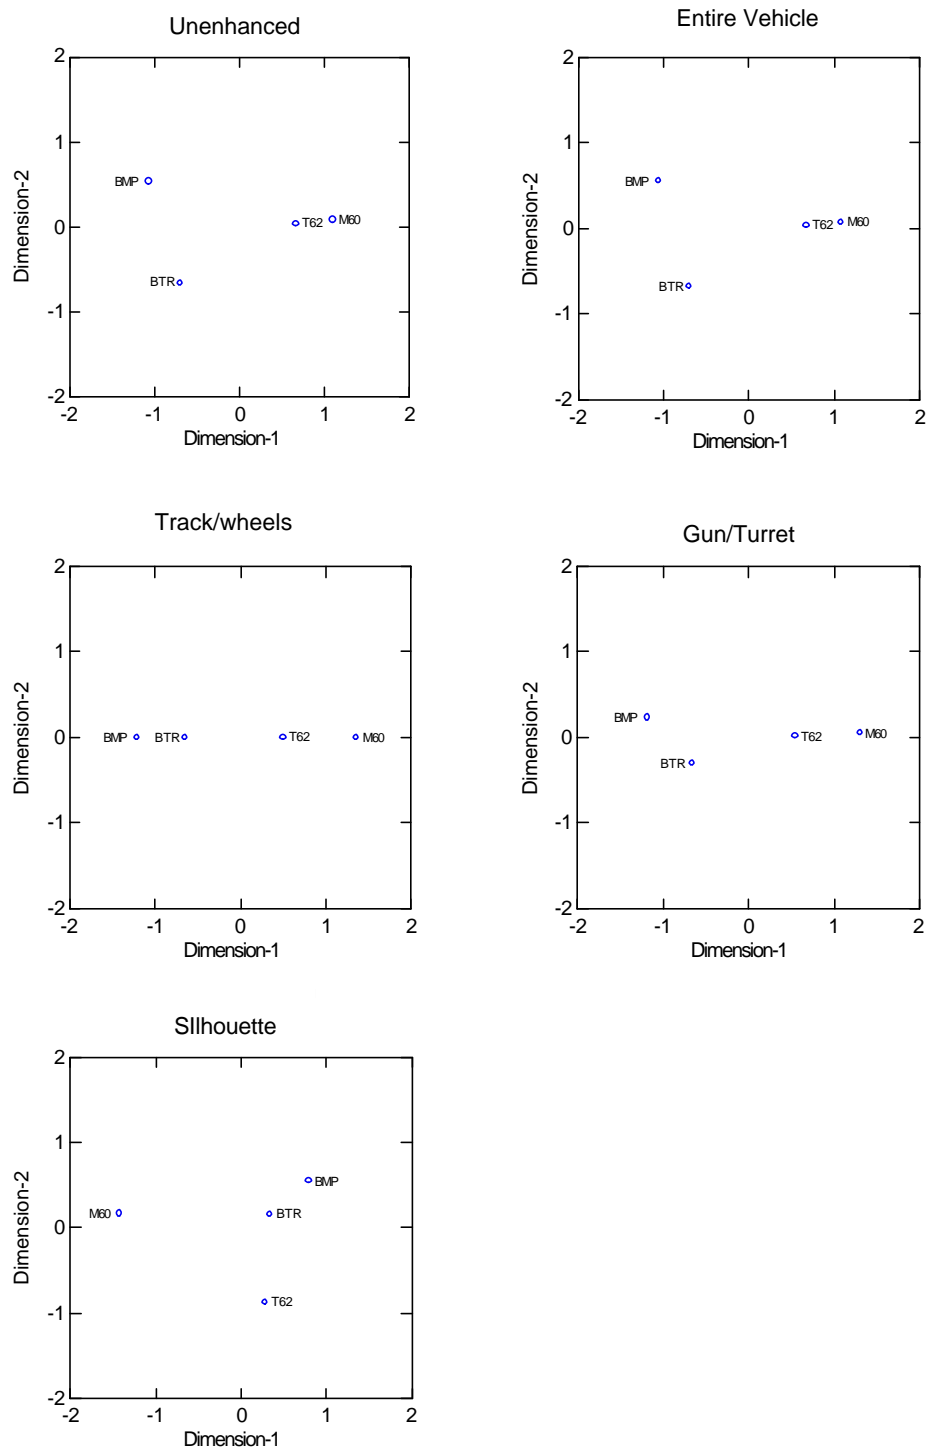 Unenhanced
2
1
0
-1
-2
-2
-1
0
1
2
Dimension-2
Dimension-1
BMP
T62
M60
BTR
Entire Vehicle
2
1
0
-1
-2
-2
-1
0
1
2
Dimension-2
Dimension-1
BMP
T62
M60
BTR
Track/wheels
2
1
0
-1
-2
-2
-1
0
1
2
Dimension-2
Dimension-1
BMP
BTR
T62
M60
Gun/Turret
2
1
0
-1
-2
-2
-1
0
1
2
Dimension-2
Dimension-1
BMP
BTR
T62
M60
SIlhouette
2
1
0
-1
-2
-2
-1
0
1
2
Dimension-2
Dimension-1
BMP
M60
BTR
T62